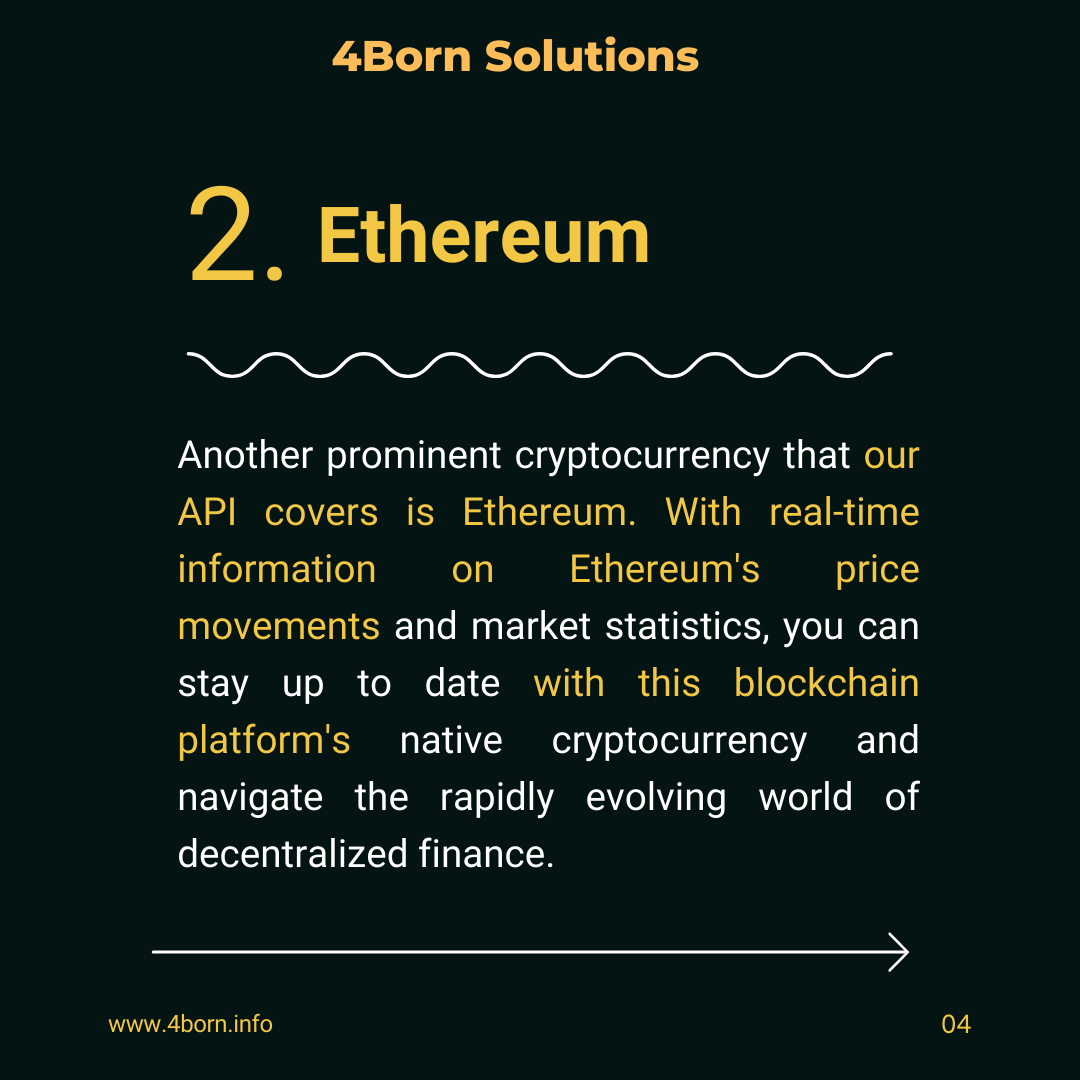 4Born Solutions
2. Ethereum
Another prominent cryptocurrency that our
API covers is Ethereum. With real-time
information on Ethereum's price
movements and market statistics, you can
stay up to date with this blockchain
platform's native cryptocurrency and
navigate the rapidly evolving world of
decentralized finance.
www.4born.info
04